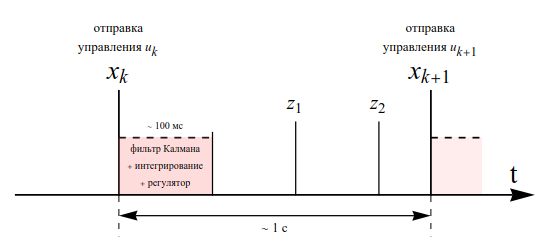 отправка
управления u_k
отправка
управления u_{k+1}
x_k
x_{k+1}
z_1
z_2
~ 100 мс
фильтр Калмана
+ интегрирование
+ регулятор
t
~ 1 с